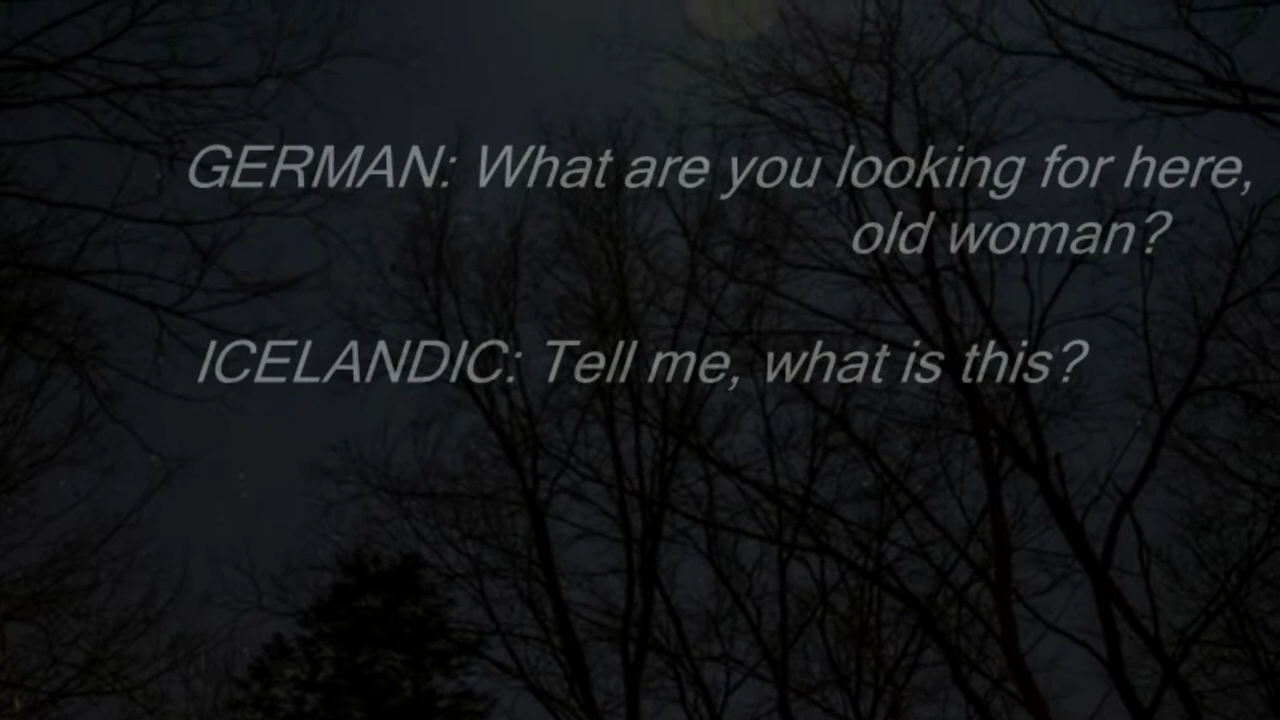 GERMAN: What are you looking for here,
old woman?
ICELANDIC: Tell me, what is this?